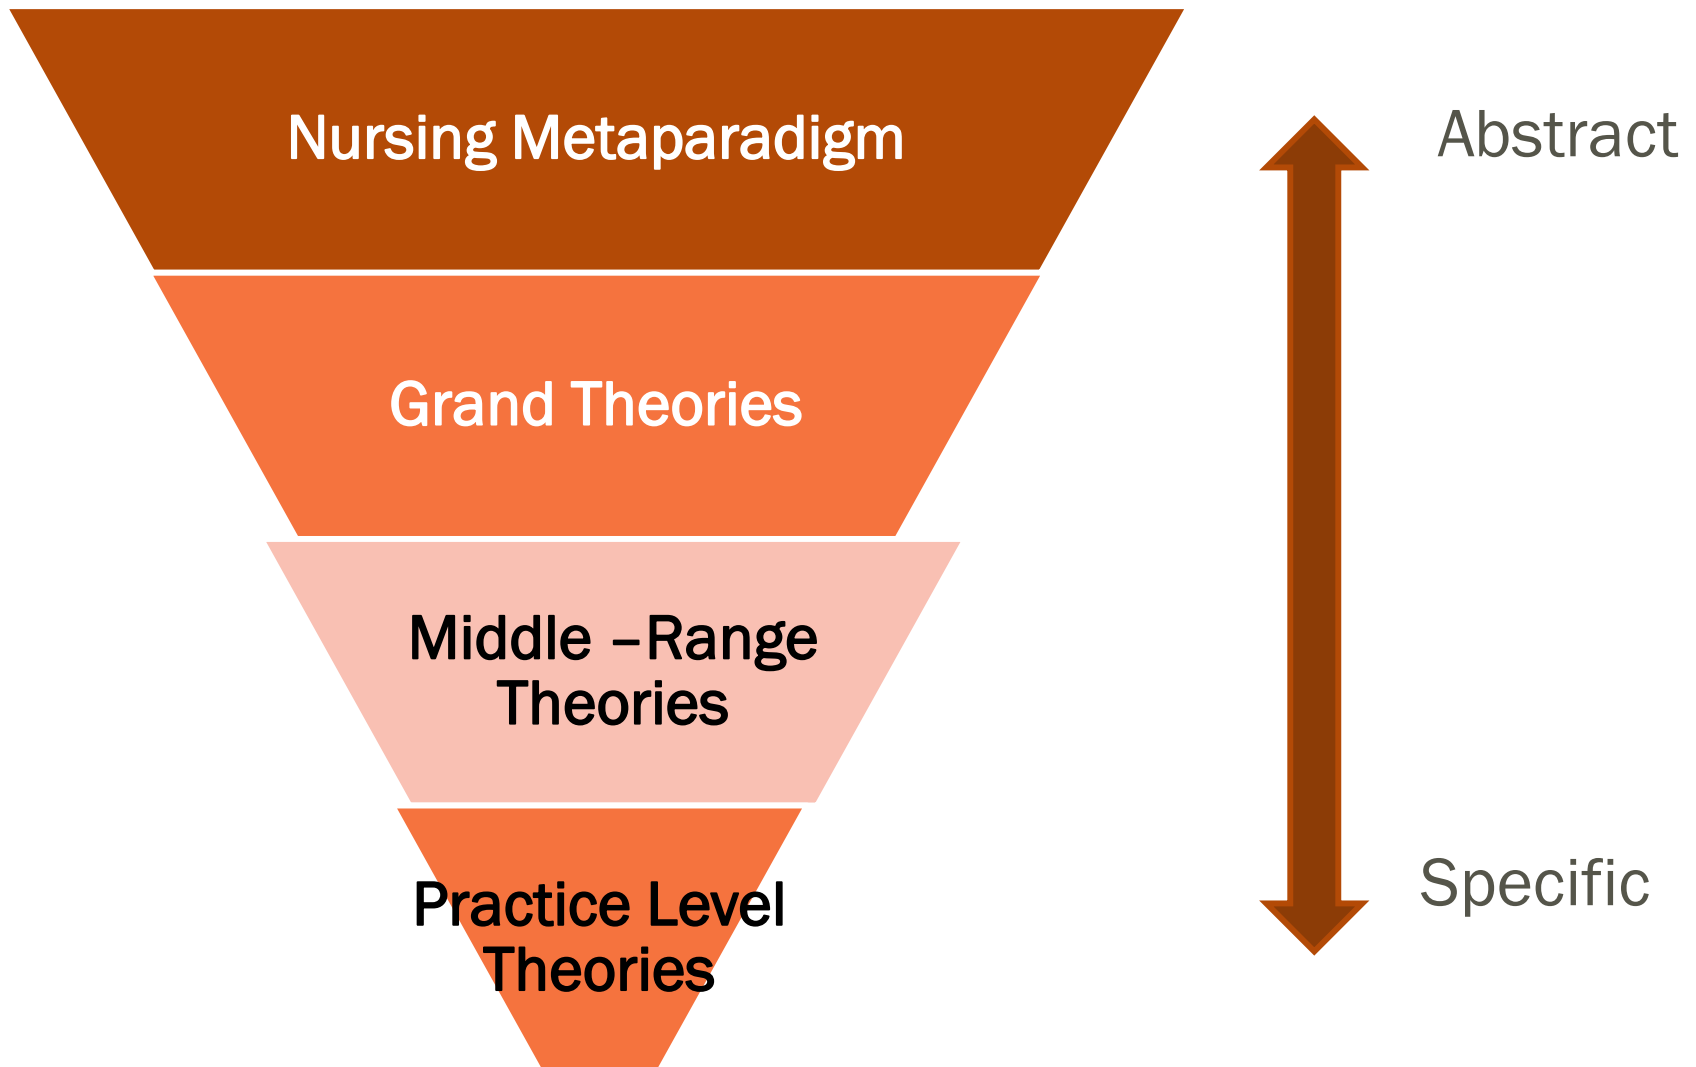 Nursing Metaparadigm
Abstract
Grand Theories
Middle –Range
Theories
Practice Level
Theories
Specific